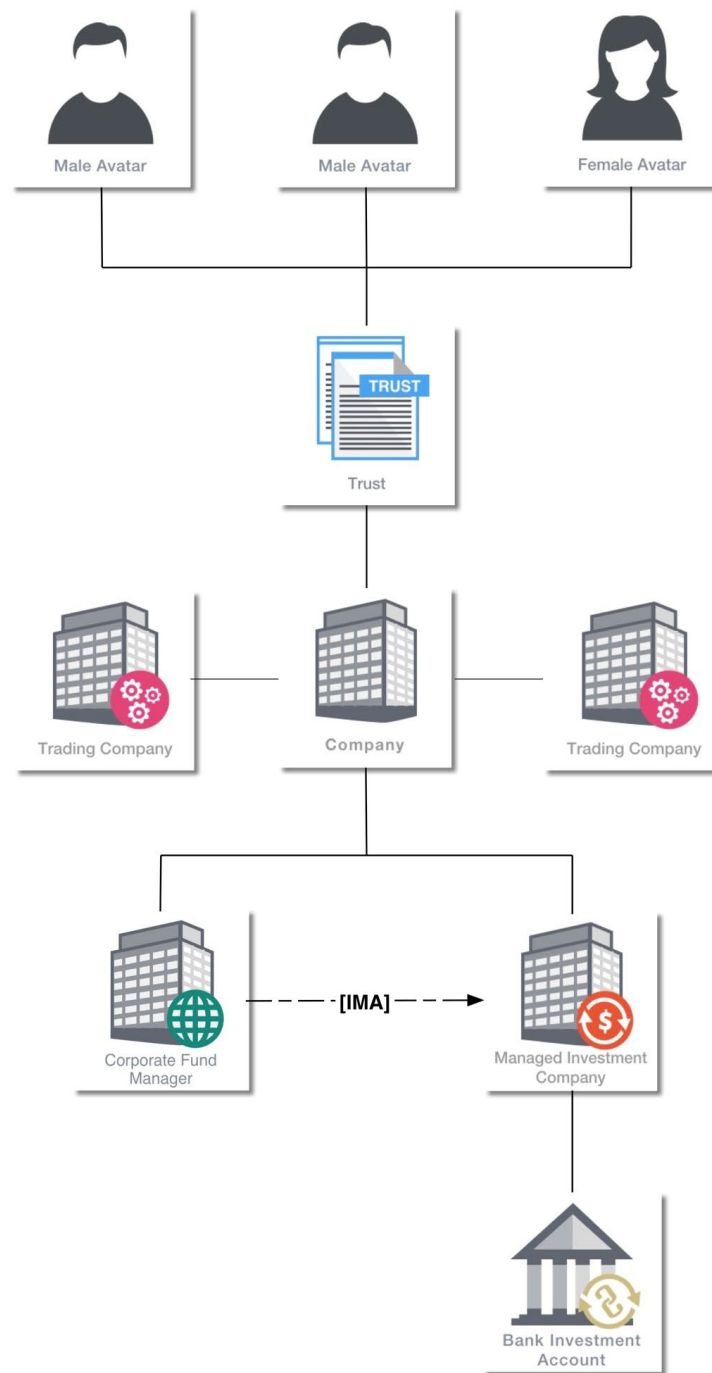 Male Avatar
Male Avatar
Female Avatar
TRUST
Trust
Trading Company
Company
Trading Company
[IMA]
Corporate Fund
Manager
Managed Investment
Company
$
Bank Investment
Account